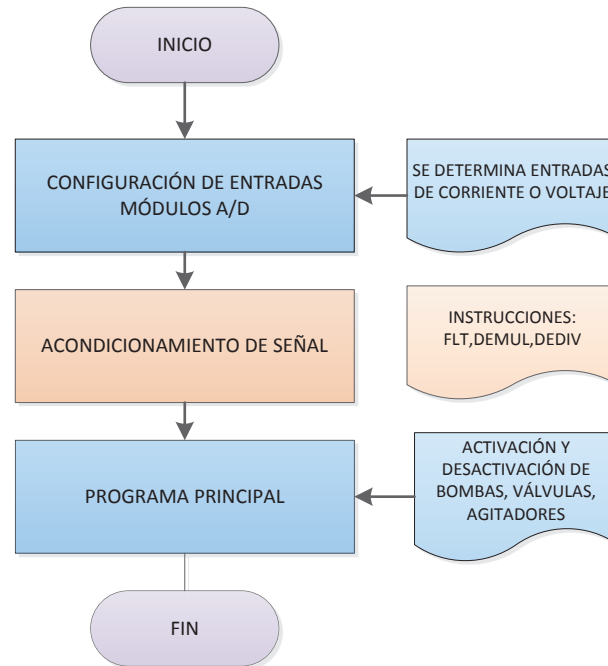 INICIO
CONFIGURACIÓN DE ENTRADAS
MÓDULOS A/D
SE DETERMINA ENTRADAS
DE CORRIENTE O VOLTAJE
ACONDICIONAMIENTO DE SEÑAL
INSTRUCCIONES:
FLT,DEMUL,DEDIV
PROGRAMA PRINCIPAL
ACTIVACIÓN Y
DESACTIVACIÓN DE
BOMBAS, VÁLVULAS,
AGITADORES
FIN